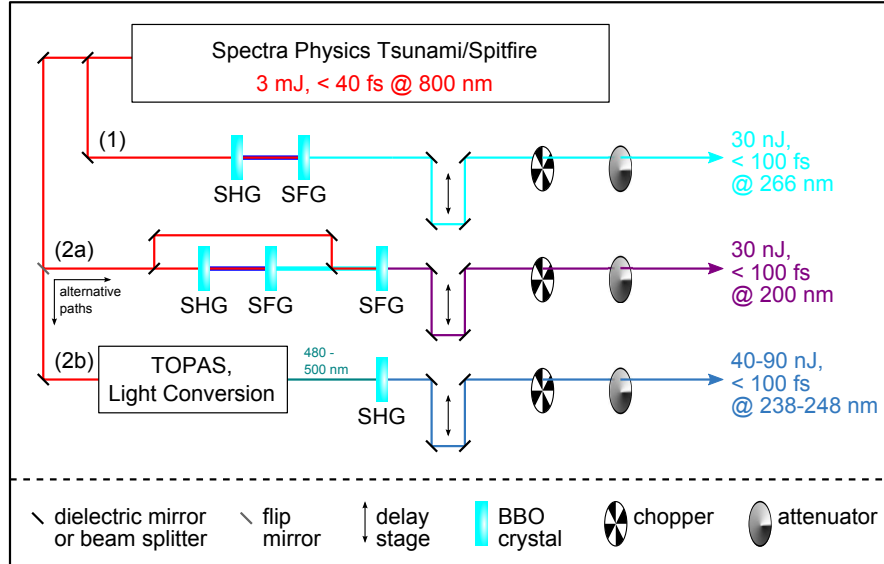 Spectra Physics Tsunami/Spitfire
3 mJ, < 40 fs @ 800 nm
(1)
SHG
SFG
30 nJ,
< 100 fs
@ 266 nm
(2a)
alternative
paths
SHG
SFG
SFG
30 nJ,
< 100 fs
@ 200 nm
(2b)
TOPAS,
Light Conversion
480 -
500 nm
SHG
40-90 nJ,
< 100 fs
@ 238-248 nm
dielectric mirror
or beam splitter
flip
mirror
delay
stage
BBO
crystal
chopper
attenuator